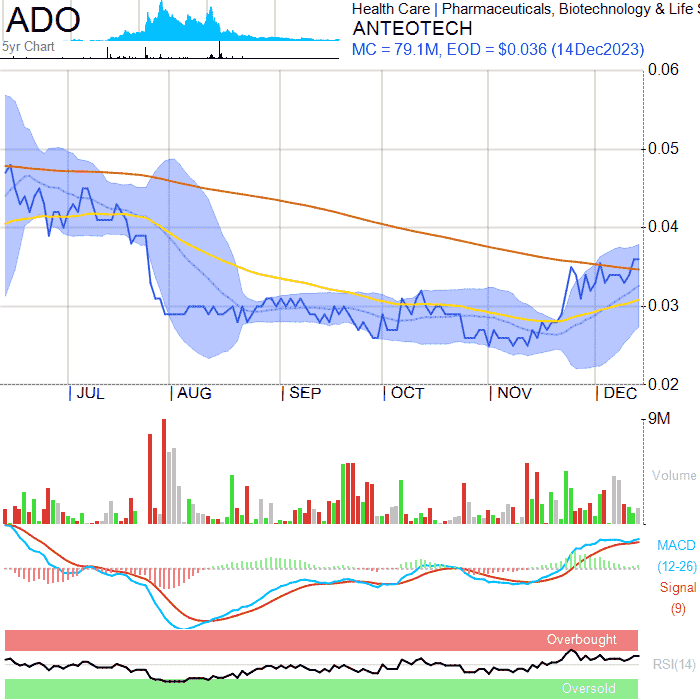 ADO
5yr Chart
Health Care | Pharmaceuticals, Biotechnology & Life S
ANTEOTECH
MC = 79.1M, EOD = $0.036 (14Dec2023)
0.06
0.05
0.04
0.03
0.02
| JUL | AUG | SEP | OCT | NOV | DEC
9M
Volume
MACD
(12-26)
Signal
(9)
Overbought
RSI(14)
Oversold